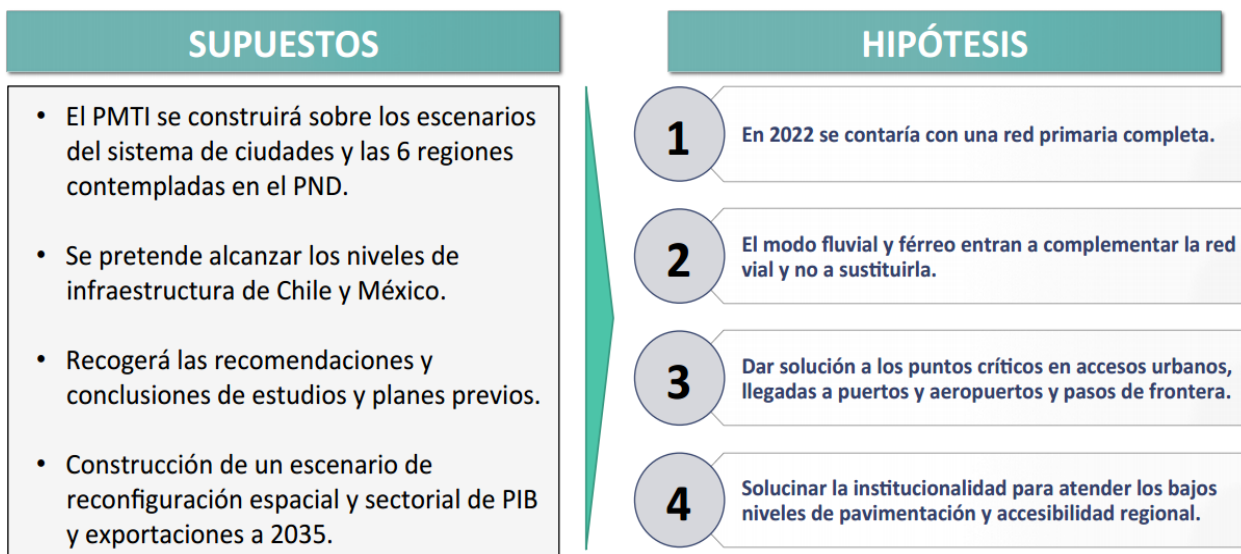 SUPUESTOS
• El PMTI se construirá sobre los escenarios
del sistema de ciudades y las 6 regiones
contempladas en el PND.
• Se pretende alcanzar los niveles de
infraestructura de Chile y México.
• Recogerá las recomendaciones y
conclusiones de estudios y planes previos.
• Construcción de un escenario de
reconfiguración espacial y sectorial de PIB
y exportaciones a 2035.
HIPÓTESIS
1
En 2022 se contaría con una red primaria completa.
2
El modo fluvial y férreo entran a complementar la red
vial y no a sustituirla.
3
Dar solución a los puntos críticos en accesos urbanos,
llegadas a puertos y aeropuertos y pasos de frontera.
4
Solucinar la institucionalidad para atender los bajos
niveles de pavimentación y accesibilidad regional.